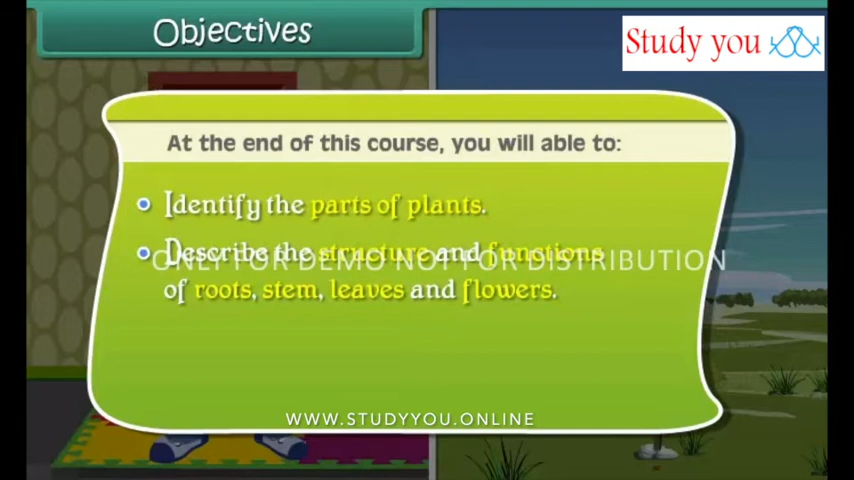 Objectives
Study you
At the end of this course, you will able to:
Identify the parts of plants.
Describe the structure and functions
ONLY FOR DEMO NOT FOR DISTRIBUTION
of roots, stem, leaves and flowers.
WWW.STUDYYOU.ONLINE